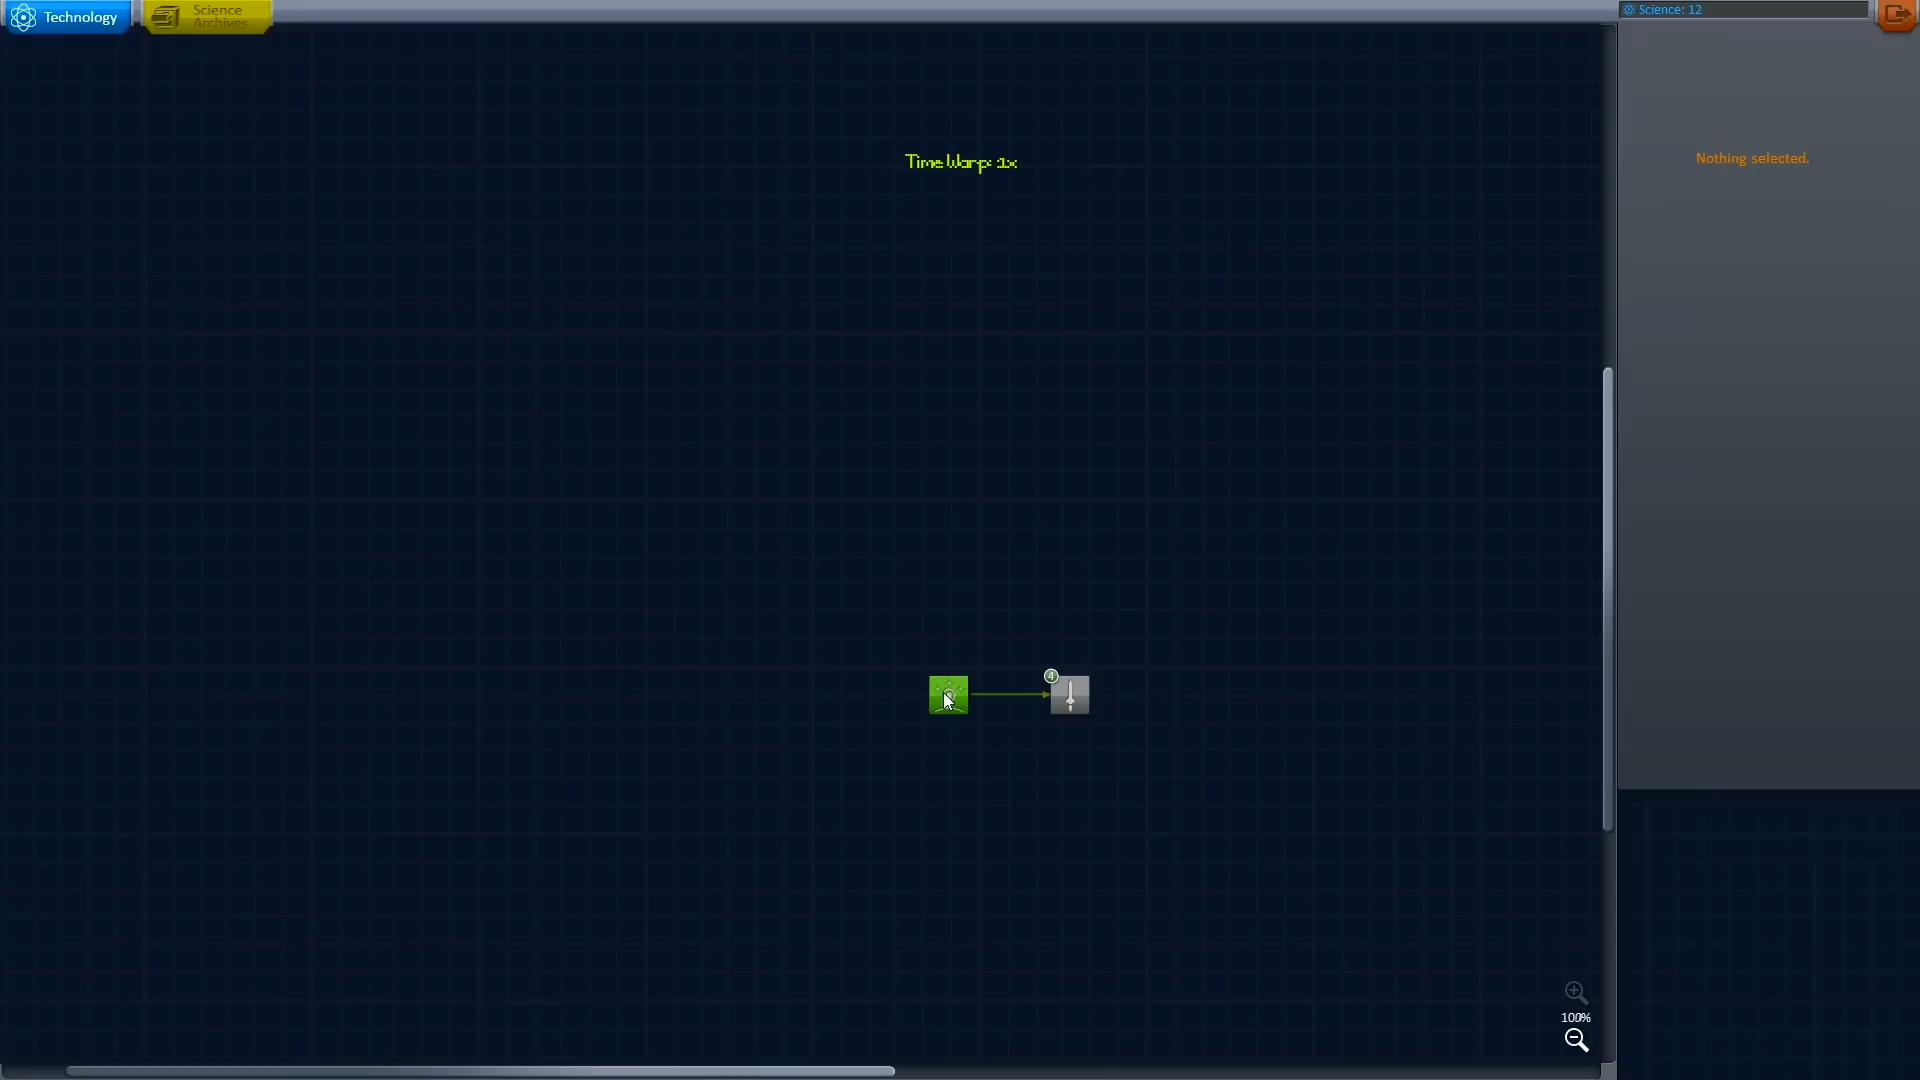 Technology
Science
Archives
Science: 12
Time Warp: 1x
Nothing selected.
4
100%